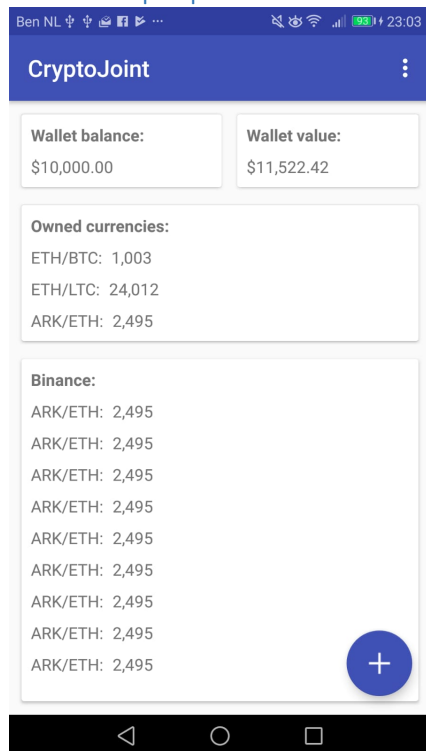 Ben NL 93 23:03
CryptoJoint
Wallet balance:
$10,000.00
Wallet value:
$11,522.42
Owned currencies:
ETH/BTC: 1,003
ETH/LTC: 24,012
ARK/ETH: 2,495
Binance:
ARK/ETH: 2,495
ARK/ETH: 2,495
ARK/ETH: 2,495
ARK/ETH: 2,495
ARK/ETH: 2,495
ARK/ETH: 2,495
ARK/ETH: 2,495
ARK/ETH: 2,495
ARK/ETH: 2,495